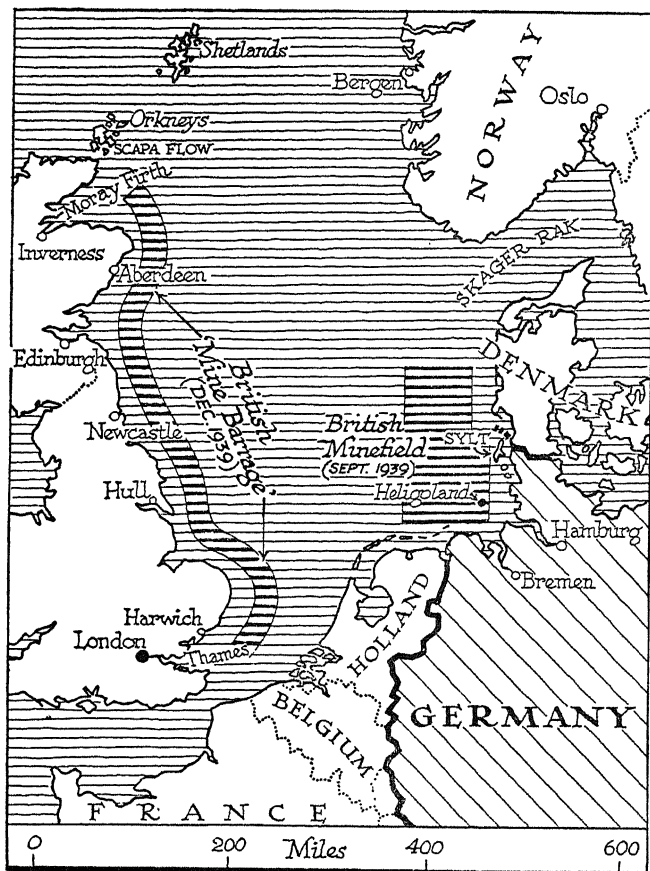 Shetlands
Bergen
NORWAY
Oslo
Orkneys
SCAPA FLOW
Moray Firth
Inverness
Aberdeen
SKAGER RAK
Edinburgh
DENMARK
British
'Mine Barrage'
(DEC. 1939)
Newcastle
British
Minefield
(SEPT. 1939)
SYLT
Heligoland
Hull
Hamburg
Bremen
Harwich
London
Thames
HOLLAND
BELGIUM
GERMANY
FRANCE
0 200 Miles 400 600